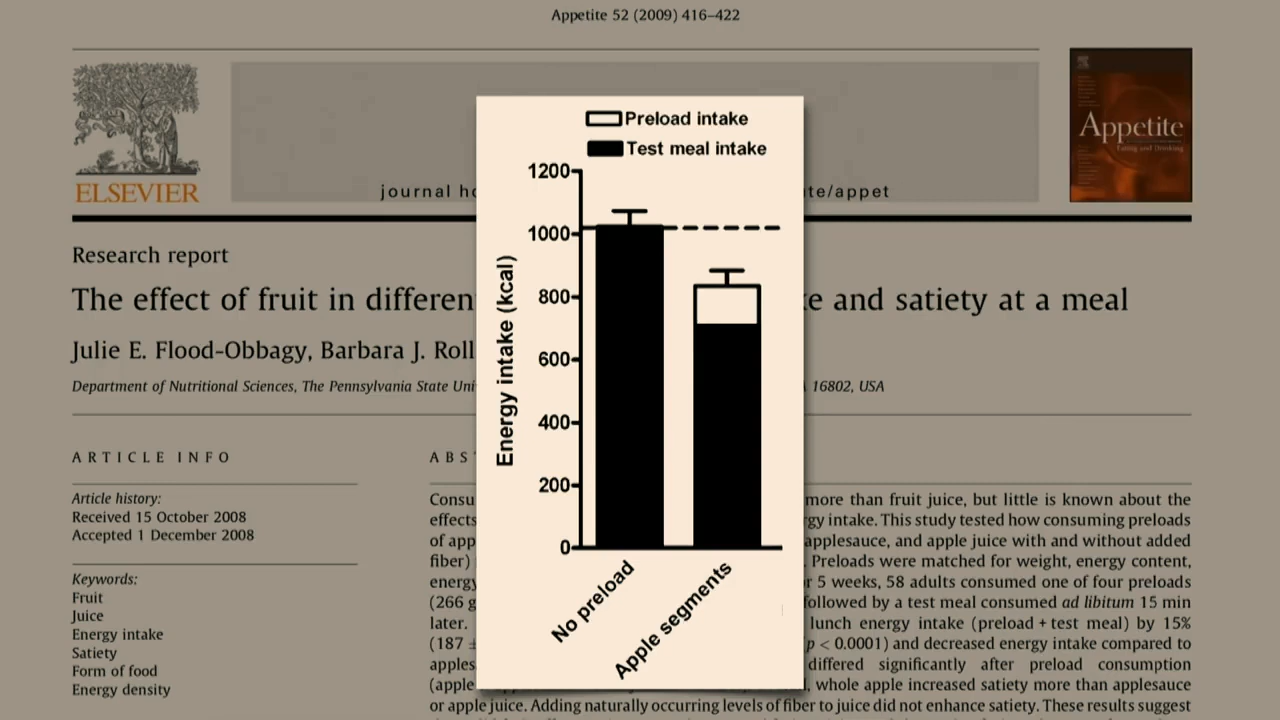 Appetite 52 (2009) 416–422
journal ho
te/appet
ELSEVIER
Appetite
Eating and Drinking
Research report
The effect of fruit in differen
ke and satiety at a meal
Julie E. Flood-Obbagy, Barbara J. Roll
Department of Nutritional Sciences, The Pennsylvania State Uni
16802, USA
ARTICLE INFO
Article history:
Received 15 October 2008
Accepted 1 December 2008
Keywords:
Fruit
Juice
Energy intake
Satiety
Form of food
Energy density
ABS
Consu
more than fruit juice, but little is known about the
effects
rgy intake. This study tested how consuming preloads
of app
applesauce, and apple juice with and without added
fiber)
Preloads were matched for weight, energy content,
energy
r 5 weeks, 58 adults consumed one of four preloads
(266 g
followed by a test meal consumed ad libitum 15 min
later.
lunch energy intake (preload + test meal) by 15%
(187 ±
p < 0.0001) and decreased energy intake compared to
apples
differed significantly after preload consumption
(apple
, whole apple increased satiety more than applesauce
or apple juice. Adding naturally occurring levels of fiber to juice did not enhance satiety. These results suggest
Preload intake
Test meal intake
Energy intake (kcal)
1200
1000
800
600
400
200
0
No preload
Apple segments